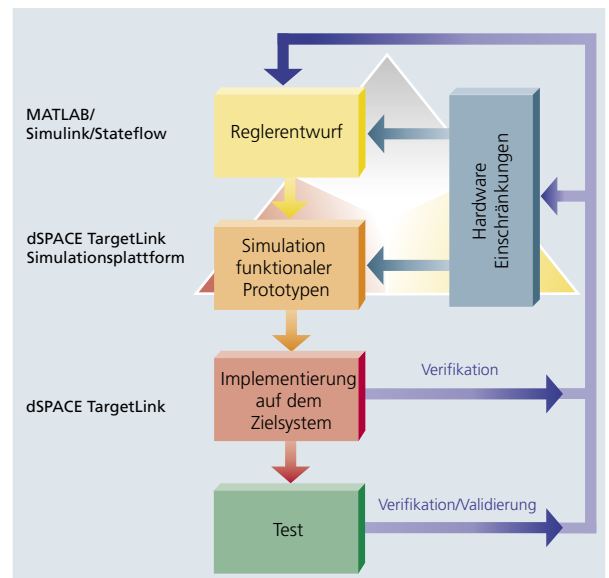 MATLAB/
Simulink/Stateflow
Reglerentwurf
Hardware
Einschränkungen
dSPACE TargetLink
Simulationsplattform
Simulation
funktionaler
Prototypen
Implementierung
auf dem
Zielsystem
Verifikation
dSPACE TargetLink
Test
Verifikation/Validierung